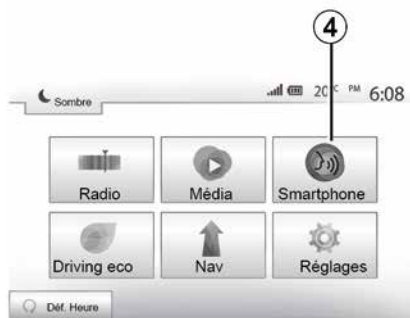 4
Sombre
20 °C PM 6:08
Radio Média Smartphone
Driving eco Nav Réglages
Déf. Heure